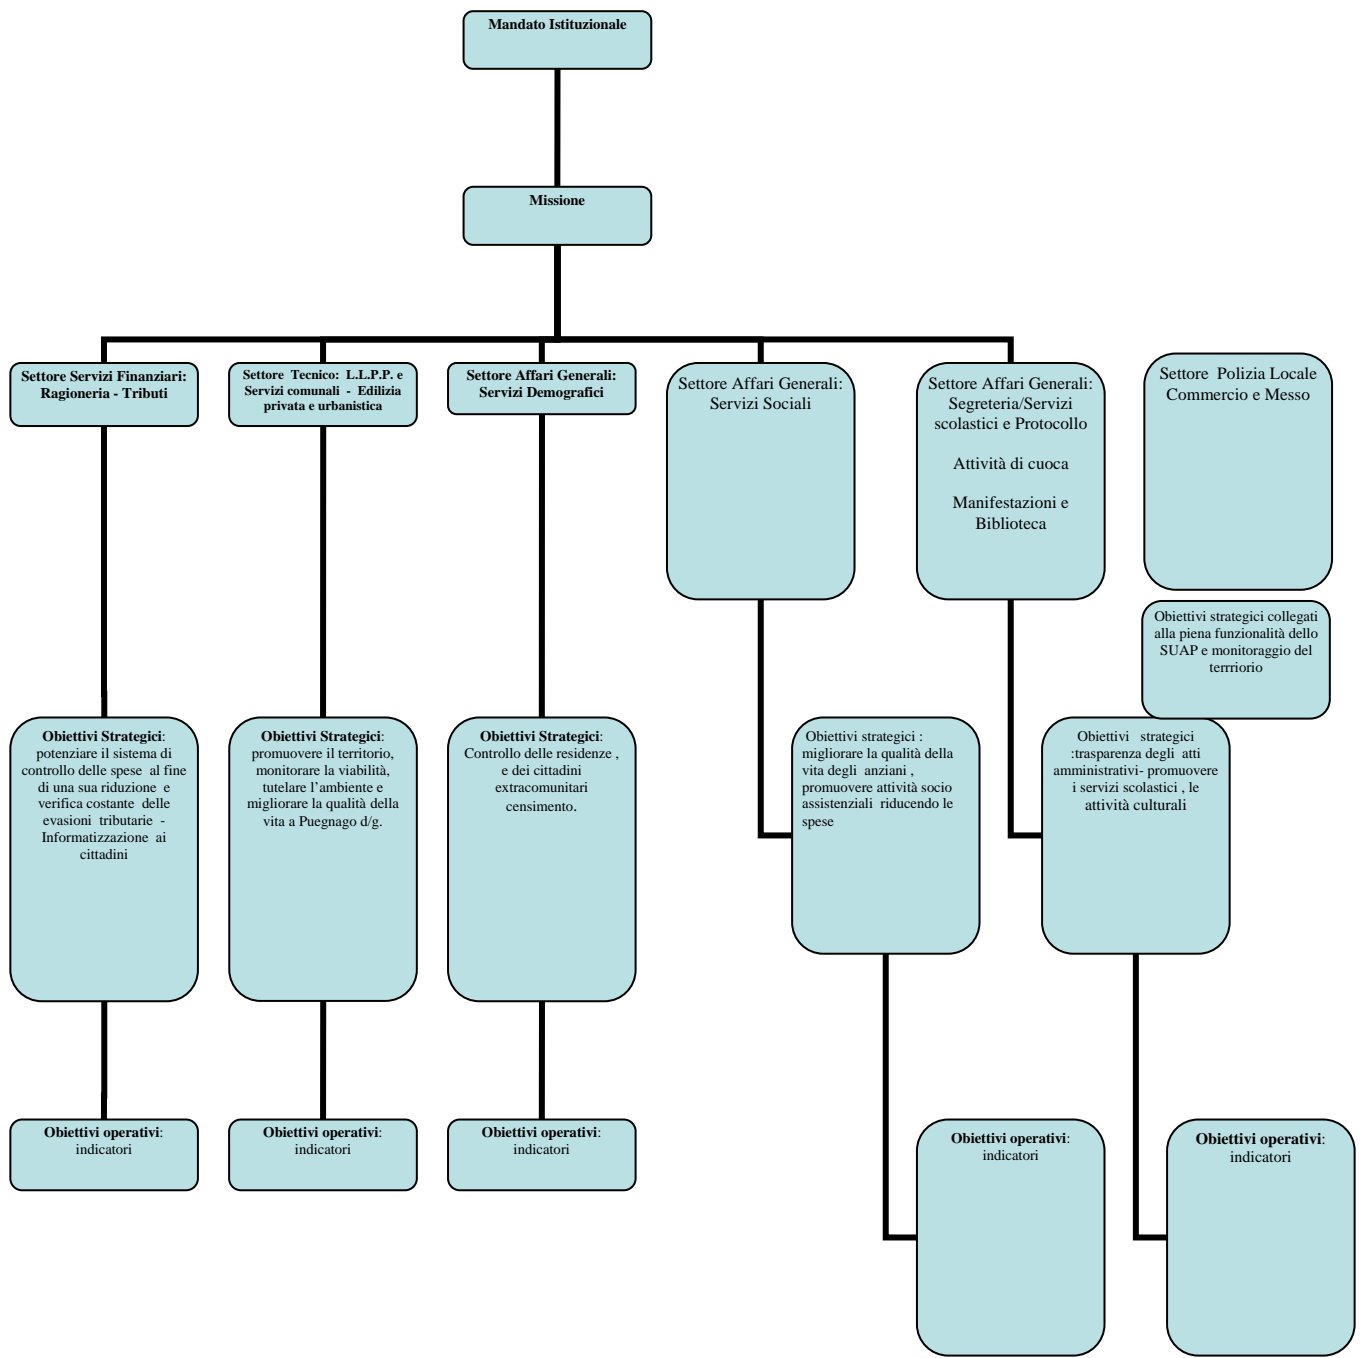 Mandato Istituzionale
Missione
Settore Servizi Finanziari:
Ragioneria - Tributi
Settore Tecnico: L.L.P.P. e
Servizi comunali - Edilizia
privata e urbanistica
Settore Affari Generali:
Servizi Demografici
Settore Affari Generali:
Servizi Sociali
Settore Affari Generali:
Segreteria/Servizi
scolastici e Protocollo
Attività di cuoca
Manifestazioni e
Biblioteca
Settore Polizia Locale
Commercio e Messo
Obiettivi strategici collegati
alla piena funzionalità dello
SUAP e monitoraggio del
terrriorio
Obiettivi Strategici:
potenziare il sistema di
controllo delle spese al fine
di una sua riduzione e
verifica costante delle
evasioni tributarie -
Informatizzazione ai
cittadini
Obiettivi Strategici:
promuovere il territorio,
monitorare la viabilità,
tutelare l’ambiente e
migliorare la qualità della
vita a Puegnago d/g.
Obiettivi Strategici:
Controllo delle residenze ,
e dei cittadini
extracomunitari
censimento.
Obiettivi strategici :
migliorare la qualità della
vita degli anziani ,
promuovere attività socio
assistenziali riducendo le
spese
Obiettivi strategici
:trasparenza degli atti
amministrativi- promuovere
i servizi scolastici , le
attività culturali
Obiettivi operativi:
indicatori
Obiettivi operativi:
indicatori
Obiettivi operativi:
indicatori
Obiettivi operativi:
indicatori
Obiettivi operativi:
indicatori